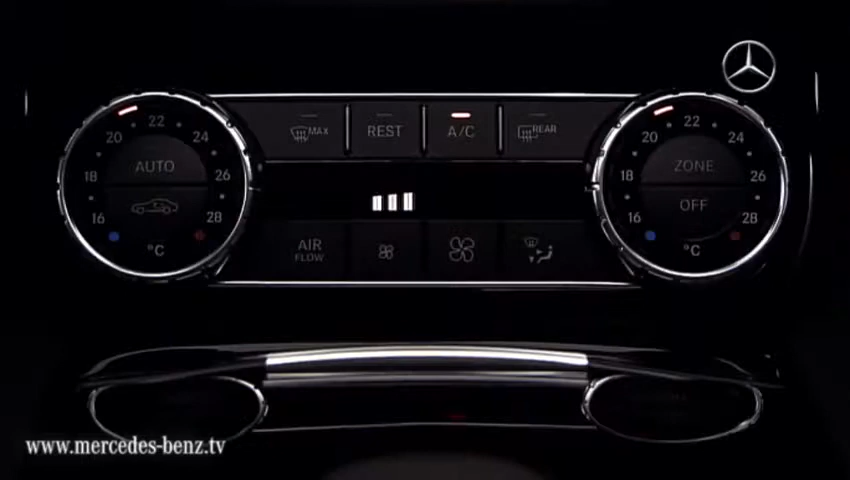 MAX
REST
A/C
REAR
22
20
24
AUTO
18
26
16
28
°C
22
20
24
ZONE
18
26
OFF
16
28
°C
AIR
FLOW
www.mercedes-benz.tv